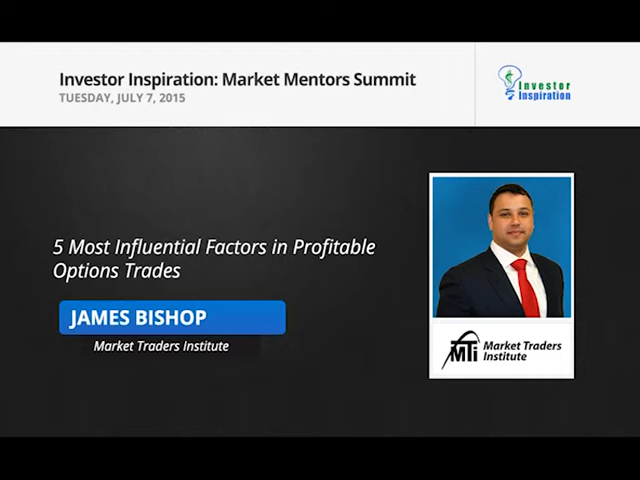 Investor Inspiration: Market Mentors Summit
TUESDAY, JULY 7, 2015
Investor
Inspiration
5 Most Influential Factors in Profitable
Options Trades
JAMES BISHOP
Market Traders Institute
MTi
Market Traders
Institute